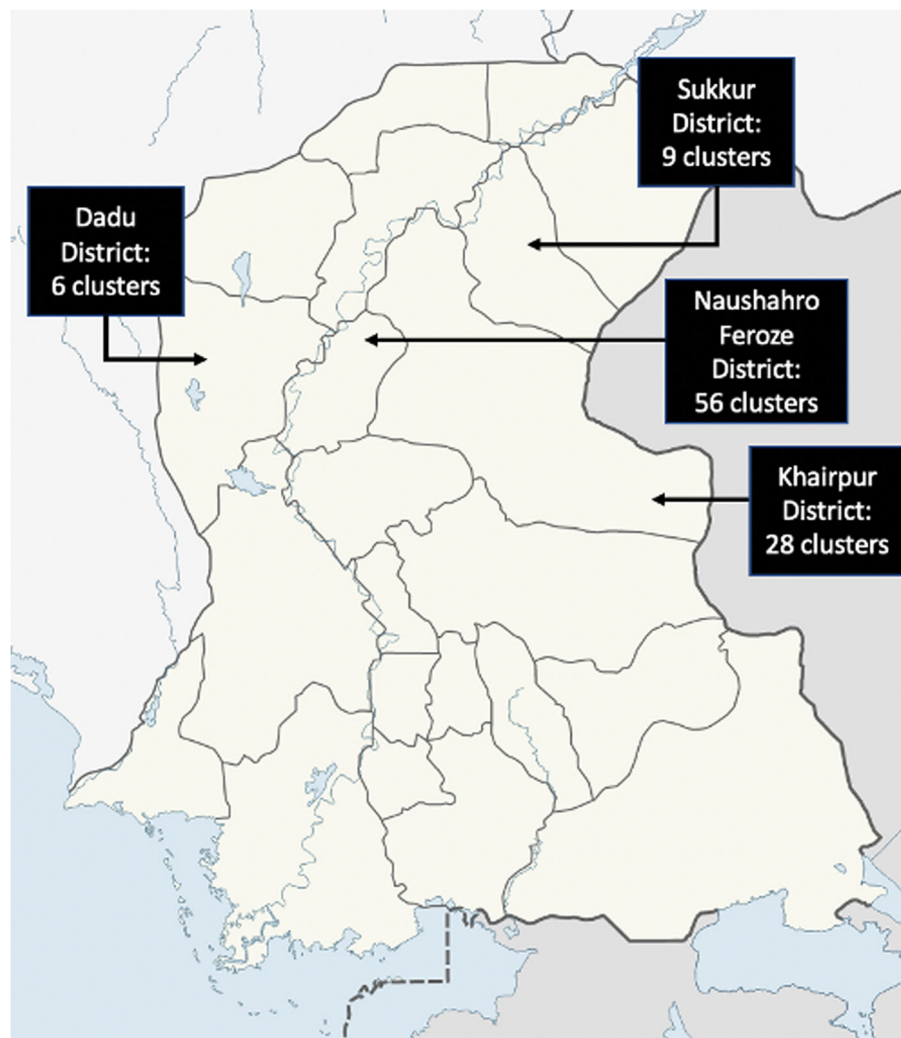 Sukkur
District:
9 clusters
Dadu
District:
6 clusters
Naushahro
Feroze
District:
56 clusters
Khairpur
District:
28 clusters